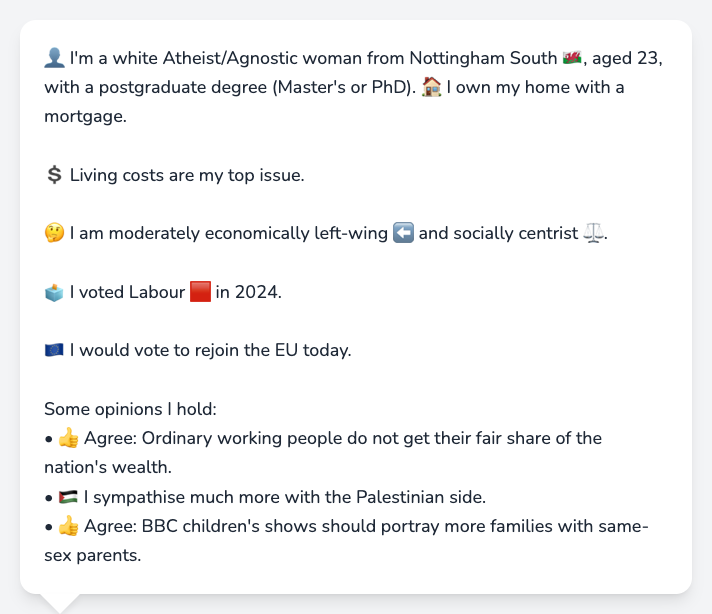 👤 I'm a white Atheist/Agnostic woman from Nottingham South 🏴󠁧󠁢󠁷󠁬󠁳󠁿, aged 23,
with a postgraduate degree (Master's or PhD). 🏠 I own my home with a
mortgage.
💲 Living costs are my top issue.
🤔 I am moderately economically left-wing ⬅️ and socially centrist ⚖️.
🗳️ I voted Labour 🟥 in 2024.
🇪🇺 I would vote to rejoin the EU today.
Some opinions I hold:
• 👍 Agree: Ordinary working people do not get their fair share of the
nation's wealth.
• 🇵🇸 I sympathise much more with the Palestinian side.
• 👍 Agree: BBC children's shows should portray more families with same-
sex parents.